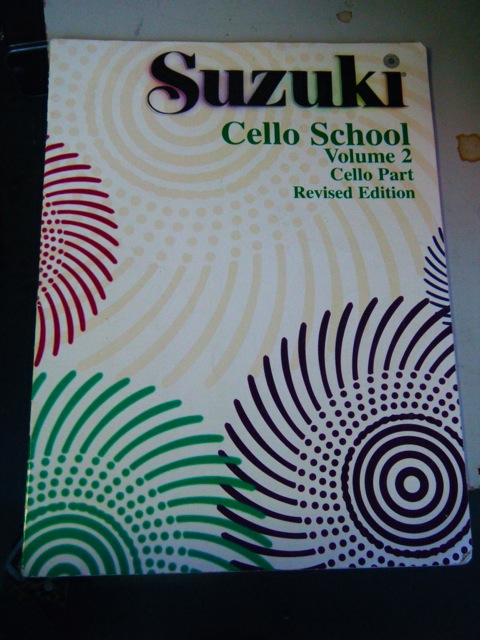 Suzuki
Cello School
Volume 2
Cello Part
Revised Edition